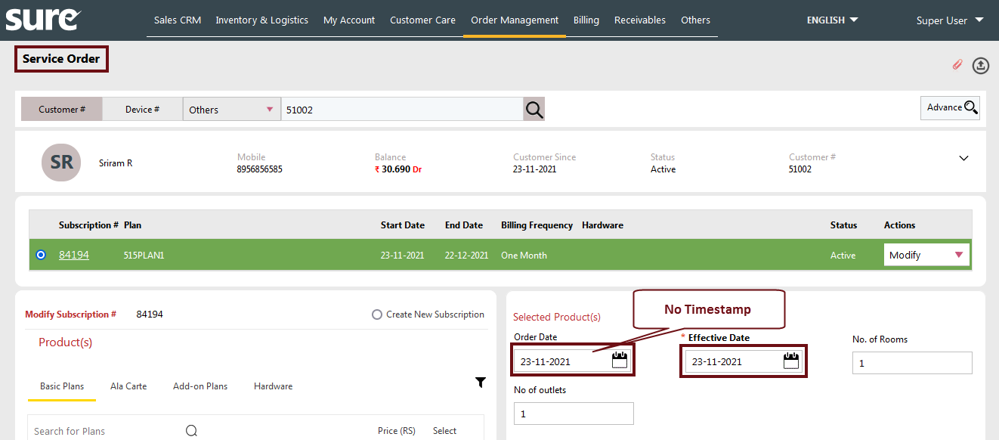 sure
Sales CRM Inventory & Logistics My Account Customer Care Order Management Billing Receivables Others ENGLISH Super User
Service Order
Customer # Device # Others 51002 Advance
SR Sriram R
Mobile Balance Customer Since Status Customer #
8956856585 ₹ 30.690 Dr 23-11-2021 Active 51002
Subscription # Plan Start Date End Date Billing Frequency Hardware Status Actions
84194 515PLAN1 23-11-2021 22-12-2021 One Month Active Modify
Modify Subscription # 84194 Create New Subscription
Product(s)
Basic Plans Ala Carte Add-on Plans Hardware
Search for Plans Price (RS) Select
No Timestamp
Selected Product(s)
Order Date * Effective Date No. of Rooms
23-11-2021 23-11-2021 1
No of outlets
1